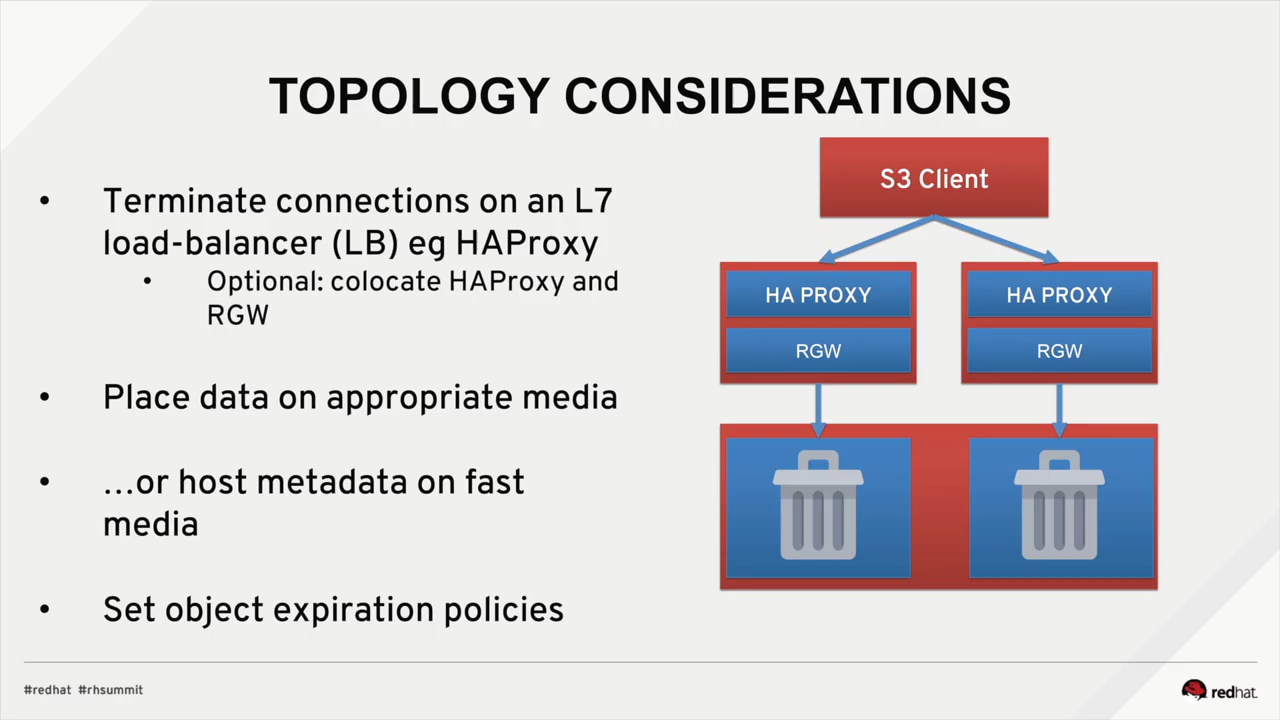 TOPOLOGY CONSIDERATIONS
• Terminate connections on an L7
load-balancer (LB) eg HAProxy
• Optional: colocate HAProxy and
RGW
• Place data on appropriate media
• ...or host metadata on fast
media
• Set object expiration policies
S3 Client
HA PROXY
HA PROXY
RGW
RGW
#redhat #rhsummit
redhat.